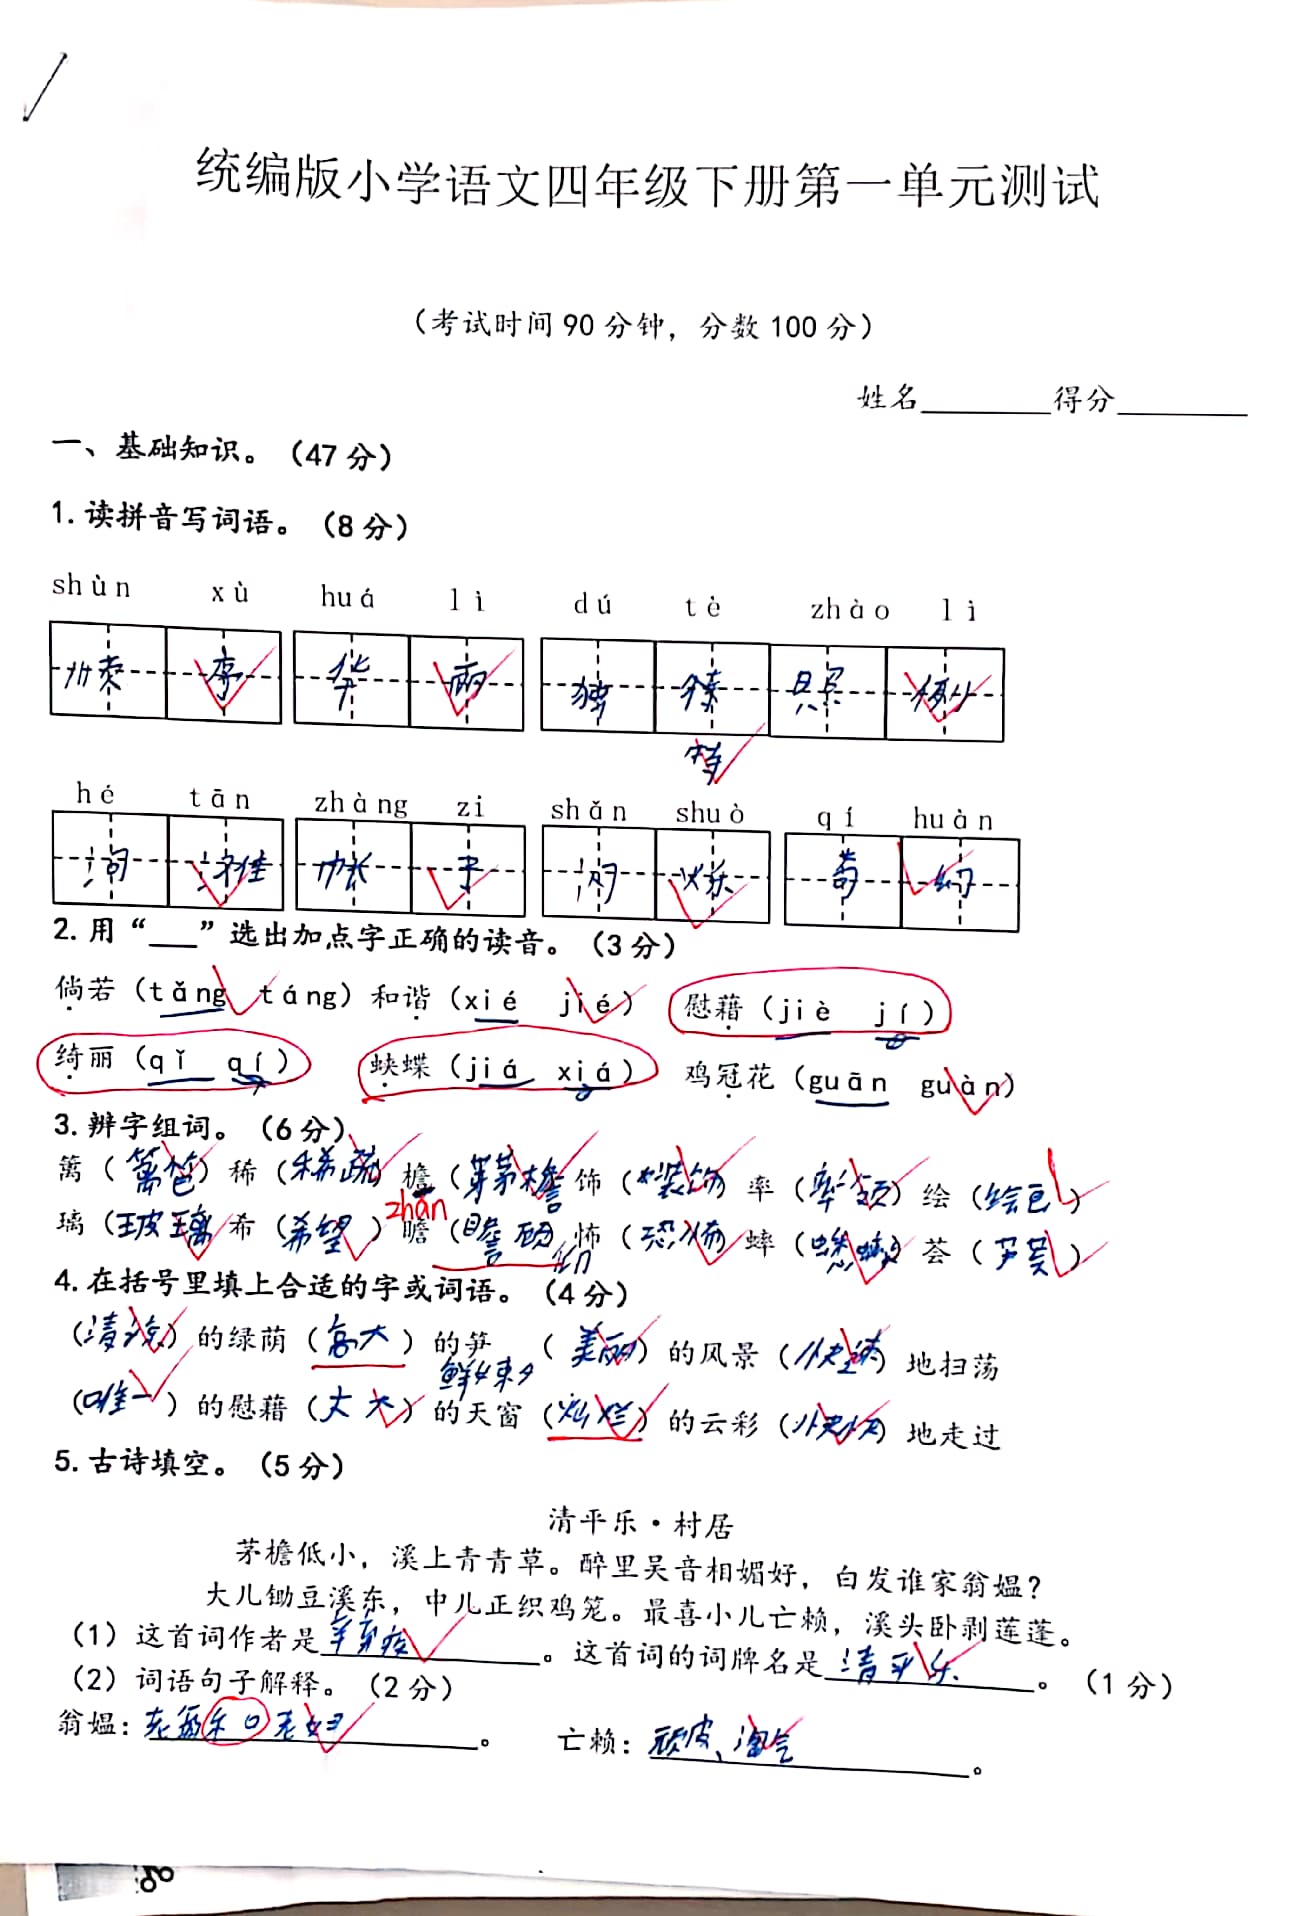 统编版小学语文四年级下册第一单元测试
（考试时间 90 分钟，分数 100 分）
姓名________得分________
一、基础知识。（47 分）
1. 读拼音写词语。（8 分）
shùn xù huá lì dú tè zhào lì
序 华 丽 独 照
特
hé tān zhàng zi shǎn shuò qí huàn
河 滩 帐 子 闪 烁 奇 幻
2. 用“___”选出加点字正确的读音。（3 分）
倘若（tǎng táng）和谐（xié jié） 慰藉（jiè jí）
绮丽（qǐ qí） 蛱蝶（jiá xiá） 鸡冠花（guān guàn）
3. 辨字组词。（6 分）
篱（篱笆）稀（稀疏）檐（茅檐 饰（装饰）率（率领）绘（绘画）
zhān
璃（玻璃 希（希望）瞻（瞻 怖（恐怖）蟀（蟋蟀）荟（
4. 在括号里填上合适的字或词语。（4 分）
（清凉）的绿荫（高大）的笋 （美丽）的风景（快速）地扫荡
鲜嫩
（唯一）的慰藉（大大）的天窗（灿烂）的云彩（ ）地走过
5. 古诗填空。（5 分）
清平乐·村居
茅檐低小，溪上青青草。醉里吴音相媚好，白发谁家翁媪？
大儿锄豆溪东，中儿正织鸡笼。最喜小儿亡赖，溪头卧剥莲蓬。
（1）这首词作者是辛弃疾。这首词的词牌名是清平乐。（1 分）
（2）词语句子解释。（2 分）
翁媪：老 老妇。 亡赖：顽皮、淘气。